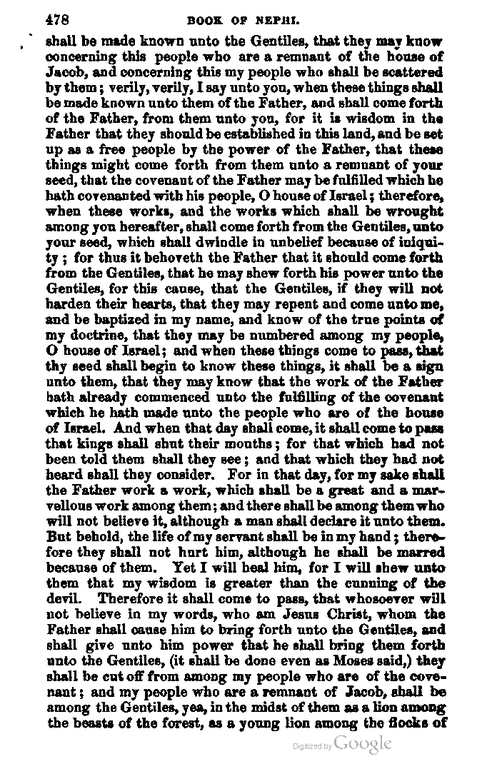 478 BOOK OF NEPHI.
shall be made known unto the Gentiles, that they may know
concerning this people who are a remnant of the house of
Jacob, and concerning this my people who shall be scattered
by them; verily, verily, I say unto you, when these things shall
be made known unto them of the Father, and shall come forth
of the Father, from them unto you, for it is wisdom in the
Father that they should be established in this land, and be set
up as a free people by the power of the Father, that these
things might come forth from them unto a remnant of your
seed, that the covenant of the Father may be fulfilled which he
hath covenanted with his people, O house of Israel; therefore,
when these works, and the works which shall be wrought
among you hereafter, shall come forth from the Gentiles, unto
your seed, which shall dwindle in unbelief because of iniqui-
ty; for thus it behoveth the Father that it should come forth
from the Gentiles, that he may shew forth his power unto the
Gentiles, for this cause, that the Gentiles, if they will not
harden their hearts, that they may repent and come unto me,
and be baptized in my name, and know of the true points of
my doctrine, that they may be numbered among my people,
O house of Israel; and when these things come to pass, that
thy seed shall begin to know these things, it shall be a sign
unto them, that they may know that the work of the Father
hath already commenced unto the fulfilling of the covenant
which he hath made unto the people who are of the house
of Israel. And when that day shall come, it shall come to pass
that kings shall shut their mouths; for that which had not
been told them shall they see; and that which they had not
heard shall they consider. For in that day, for my sake shall
the Father work a work, which shall be a great and a mar-
vellous work among them; and there shall be among them who
will not believe it, although a man shall declare it unto them.
But behold, the life of my servant shall be in my hand; there-
fore they shall not hurt him, although he shall be marred
because of them. Yet I will heal him, for I will shew unto
them that my wisdom is greater than the cunning of the
devil. Therefore it shall come to pass, that whosoever will
not believe in my words, who am Jesus Christ, whom the
Father shall cause him to bring forth unto the Gentiles, and
shall give unto him power that he shall bring them forth
unto the Gentiles, (it shall be done even as Moses said,) they
shall be cut off from among my people who are of the cove-
nant; and my people who are a remnant of Jacob, shall be
among the Gentiles, yea, in the midst of them as a lion among
the beasts of the forest, as a young lion among the flocks of
Digitized by Google